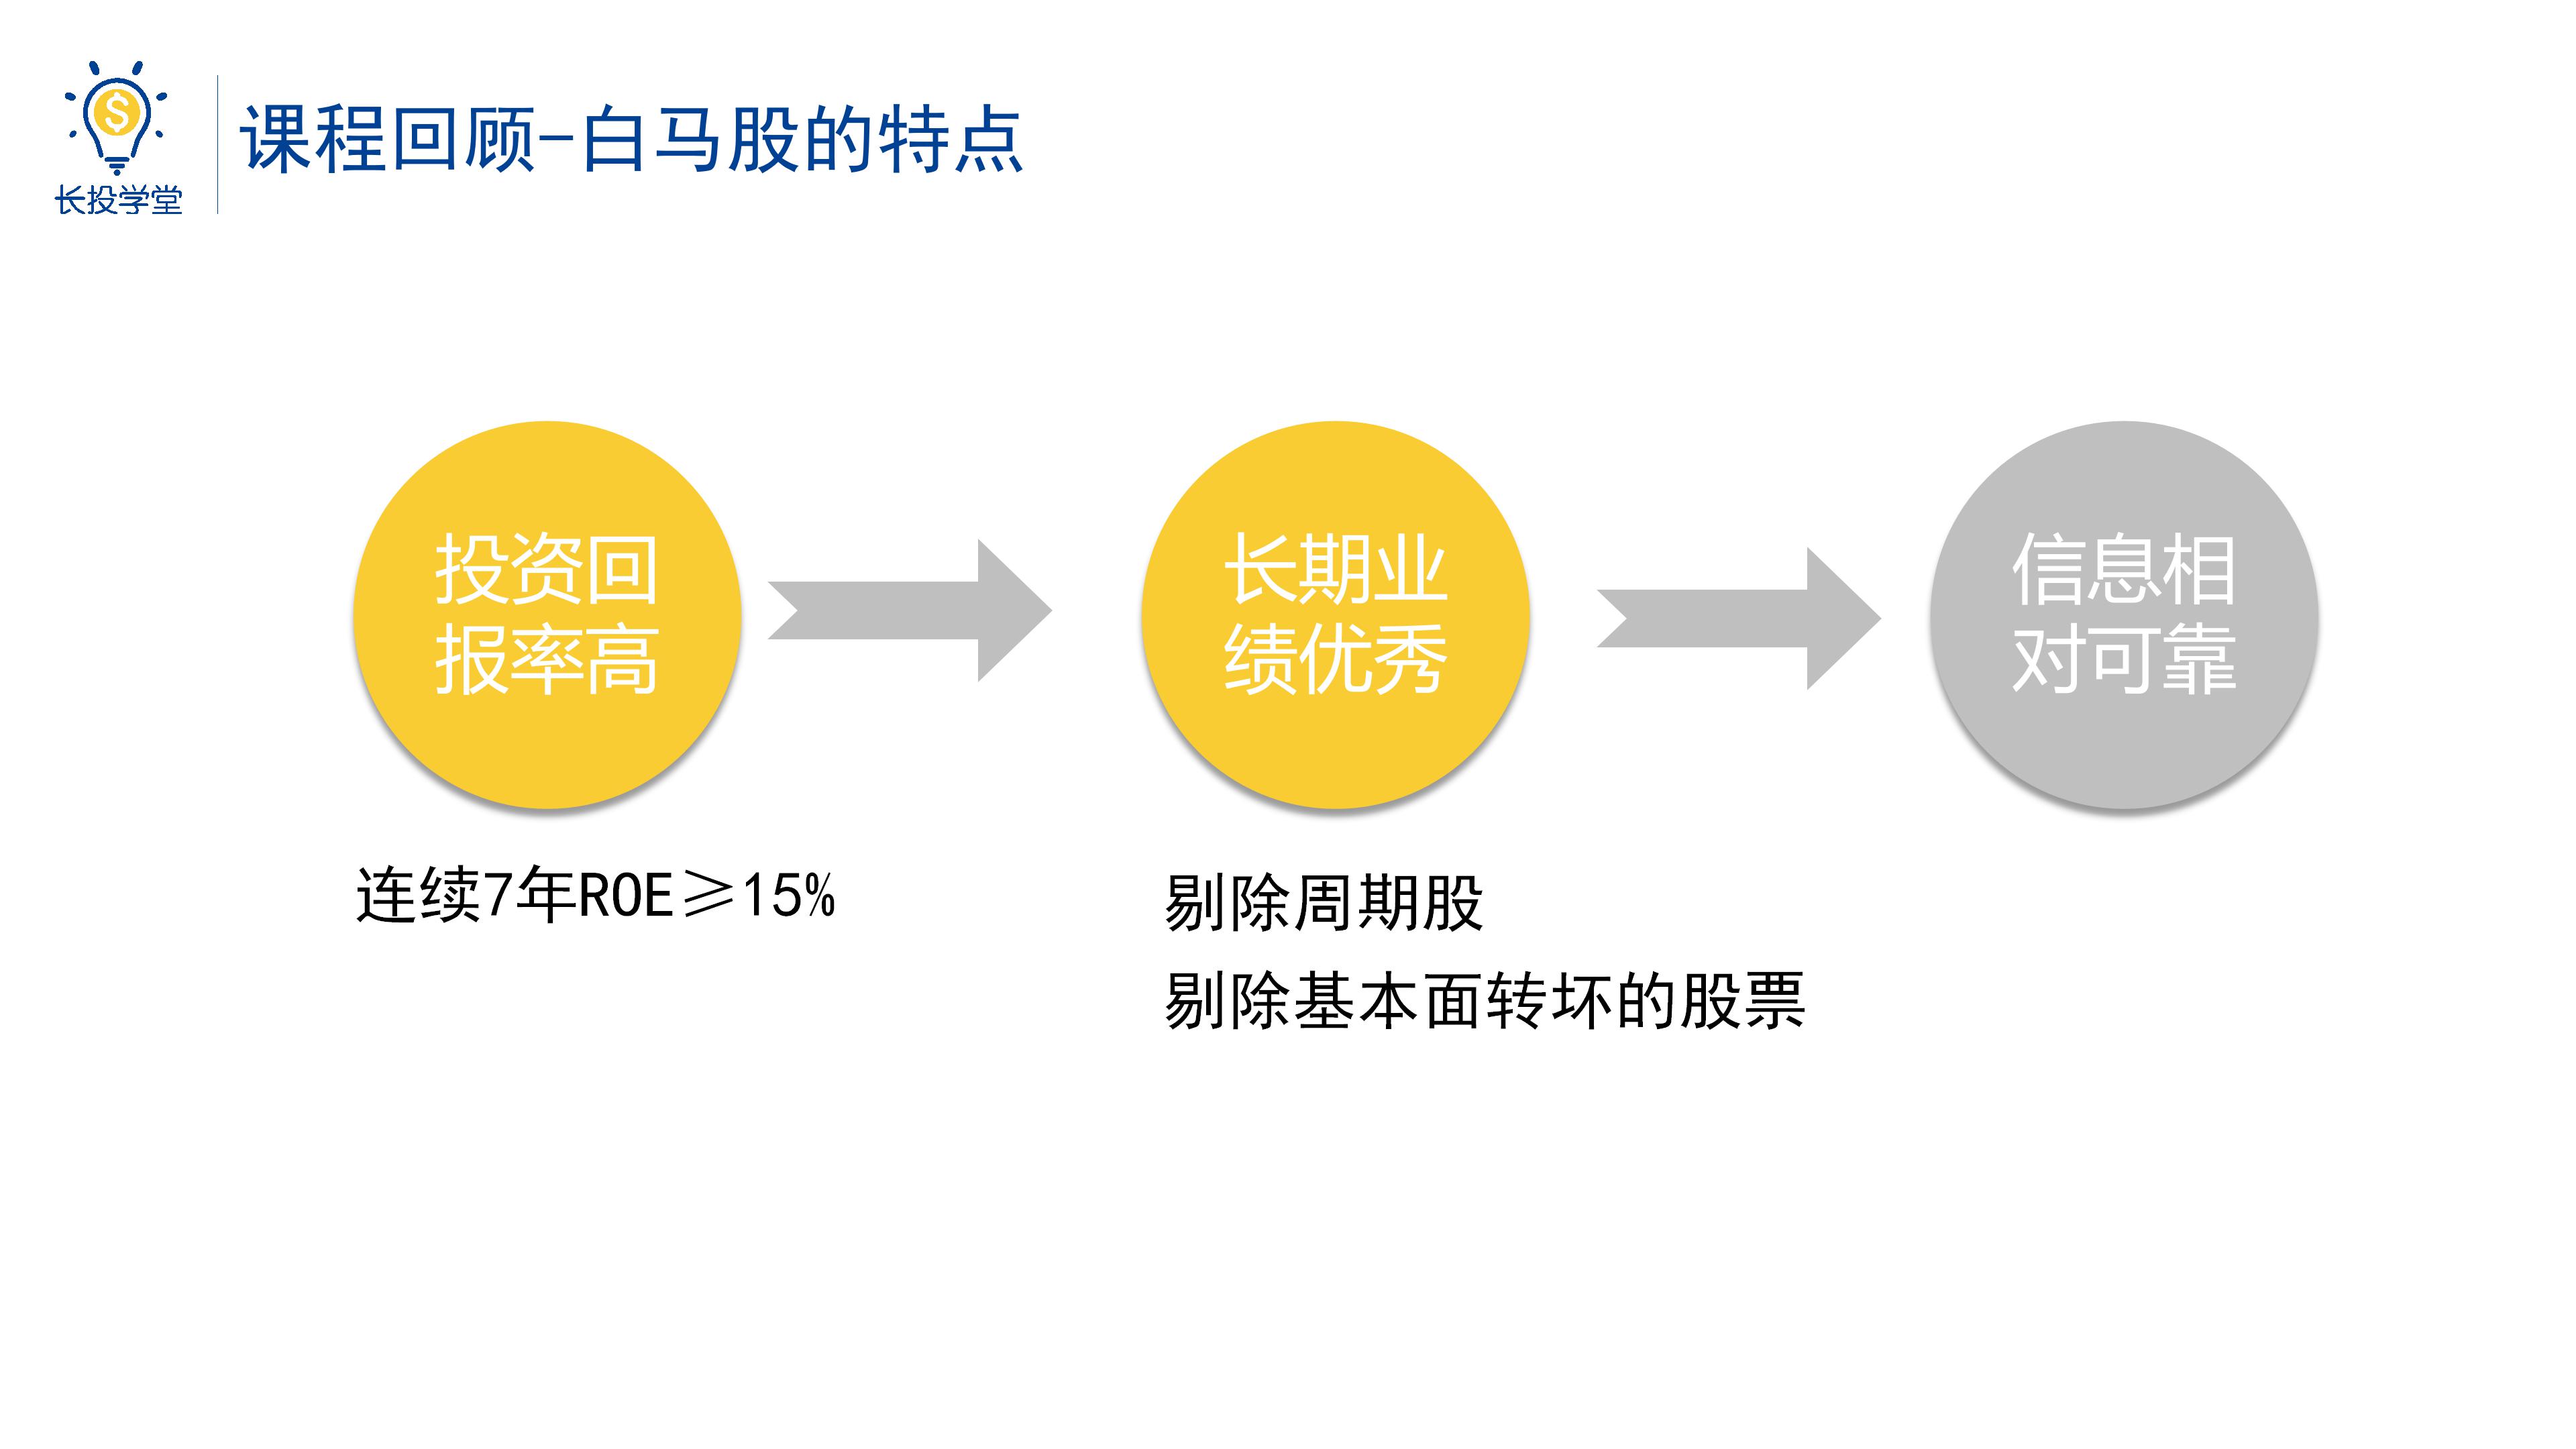 长投学堂
课程回顾-白马股的特点
投资回
报率高
长期业
绩优秀
信息相
对可靠
连续7年ROE≥15%
剔除周期股
剔除基本面转坏的股票